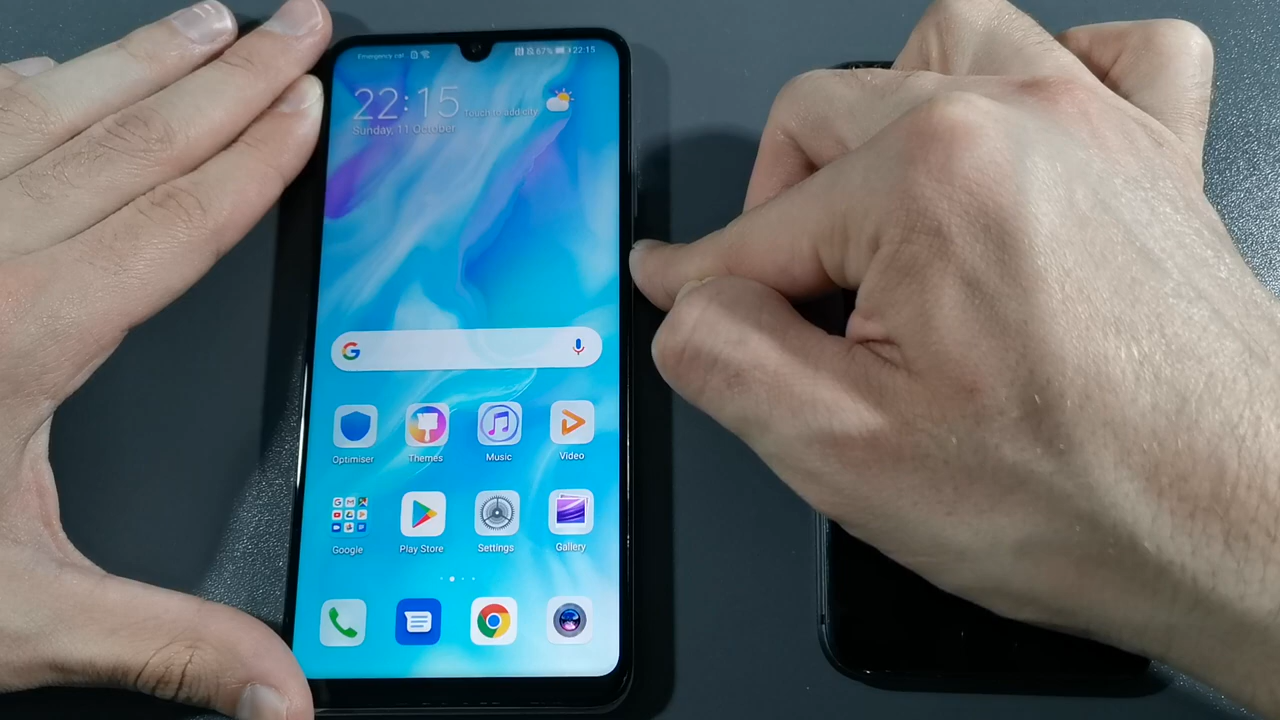 Emergency call 67% 22:15
22:15 Touch to add city
Sunday, 11 October
G
Optimiser Themes Music Video
Google Play Store Settings Gallery